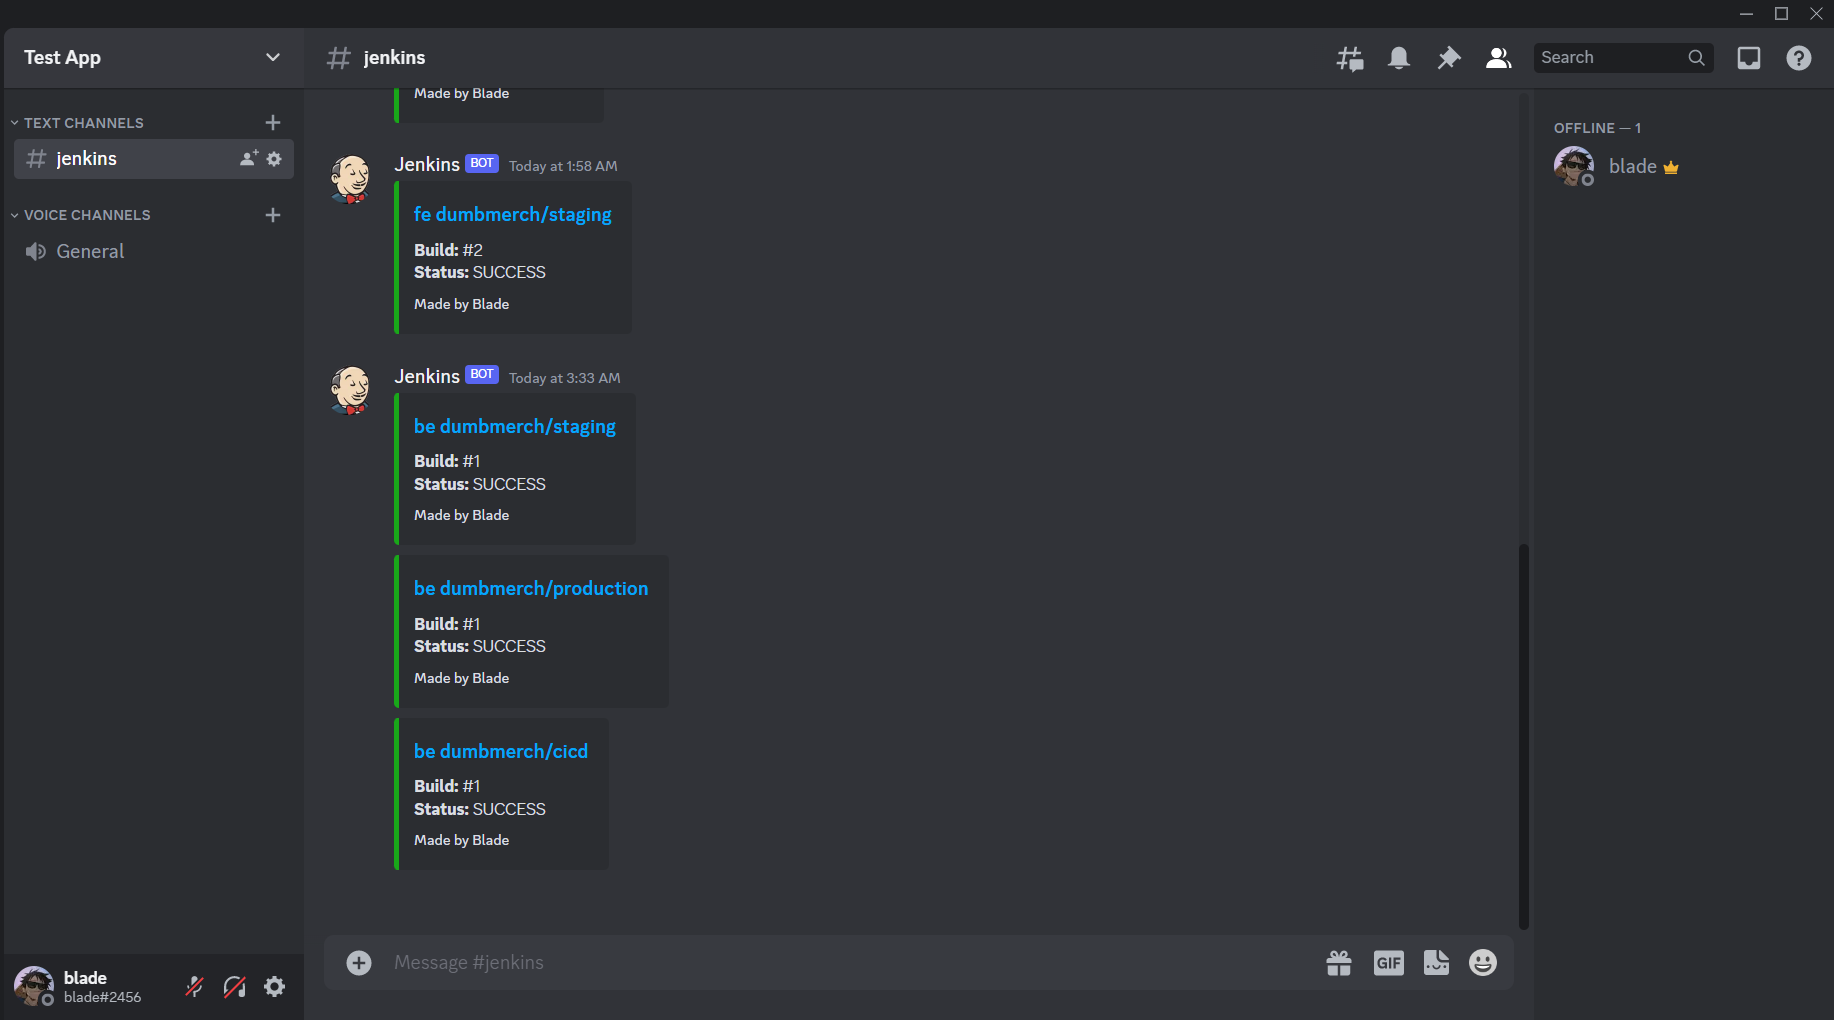 Test App
TEXT CHANNELS
jenkins
VOICE CHANNELS
General
blade
blade#2456
jenkins
Search
Made by Blade
Jenkins BOT Today at 1:58 AM
fe dumbmerch/staging
Build: #2
Status: SUCCESS
Made by Blade
Jenkins BOT Today at 3:33 AM
be dumbmerch/staging
Build: #1
Status: SUCCESS
Made by Blade
be dumbmerch/production
Build: #1
Status: SUCCESS
Made by Blade
be dumbmerch/cicd
Build: #1
Status: SUCCESS
Made by Blade
Message #jenkins
GIF
OFFLINE — 1
blade